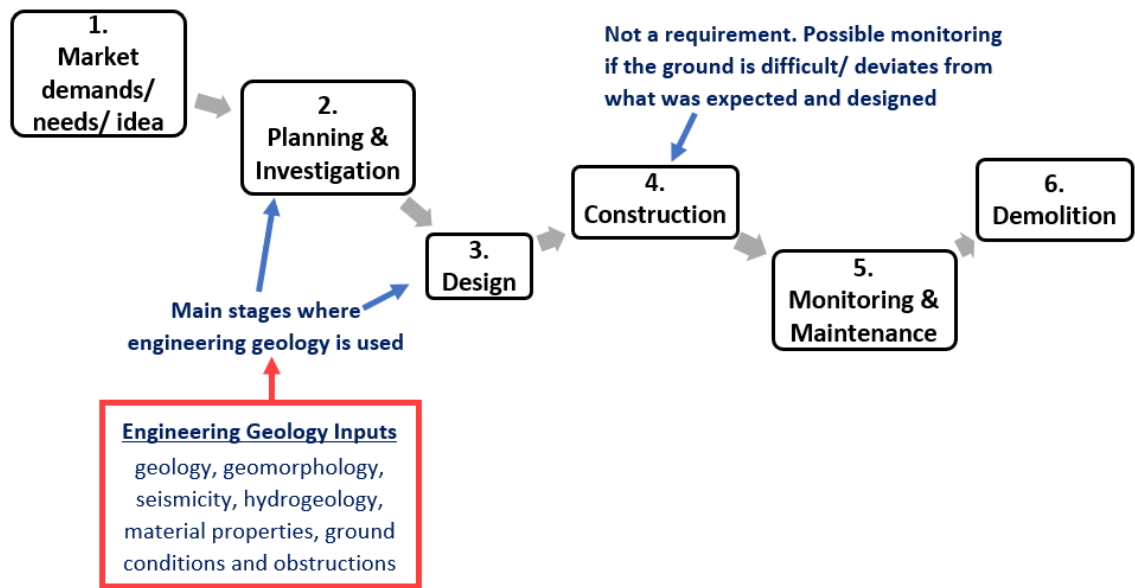 1.
Market
demands/
needs/ idea
2.
Planning &
Investigation
3.
Design
Not a requirement. Possible monitoring
if the ground is difficult/ deviates from
what was expected and designed
4.
Construction
5.
Monitoring &
Maintenance
6.
Demolition
Main stages where
engineering geology is used
Engineering Geology Inputs
geology, geomorphology,
seismicity, hydrogeology,
material properties, ground
conditions and obstructions